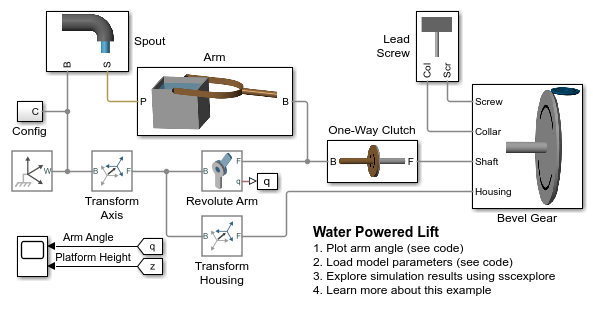 Spout
B
S
Arm
P
B
Lead
Screw
Col
Scr
Screw
Collar
Shaft
Housing
Bevel Gear
C
Config
W
B
F
Transform
Axis
B
F
q
Revolute Arm
q
One-Way Clutch
B
F
B
F
Transform
Housing
Arm Angle
q
Platform Height
z
Water Powered Lift
1. Plot arm angle (see code)
2. Load model parameters (see code)
3. Explore simulation results using sscexplore
4. Learn more about this example